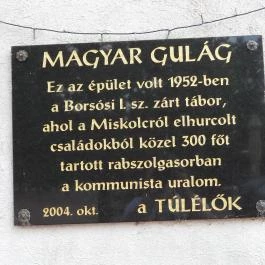 MAGYAR GULÁG
Ez az épület volt 1952-ben
a Borsósi I. sz. zárt tábor,
ahol a Miskolcról elhurcolt
családokból közel 300 főt
tartott rabszolgasorban
a kommunista uralom.
2004. okt. a TÚLÉLŐK